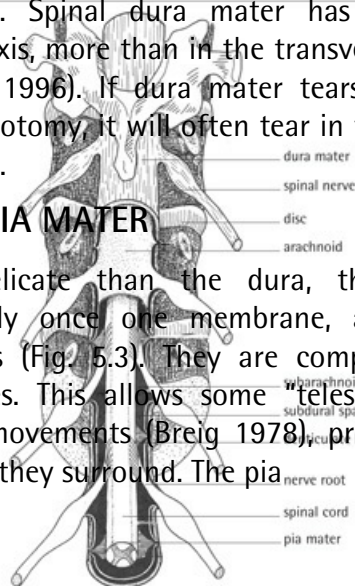 . Spinal dura mater has
xis, more than in the transve
1996). If dura mater tears
otomy, it will often tear in
dura mater
spinal nerve
disc
arachnoid
IA MATER
elicate than the dura, th
ly once one membrane, a
s (Fig. 5.3). They are comp
s. This allows some "teles
movements (Breig 1978), pr
they surround. The pia
subarachnoi
subdural spa
nerve root
spinal cord
pia mater